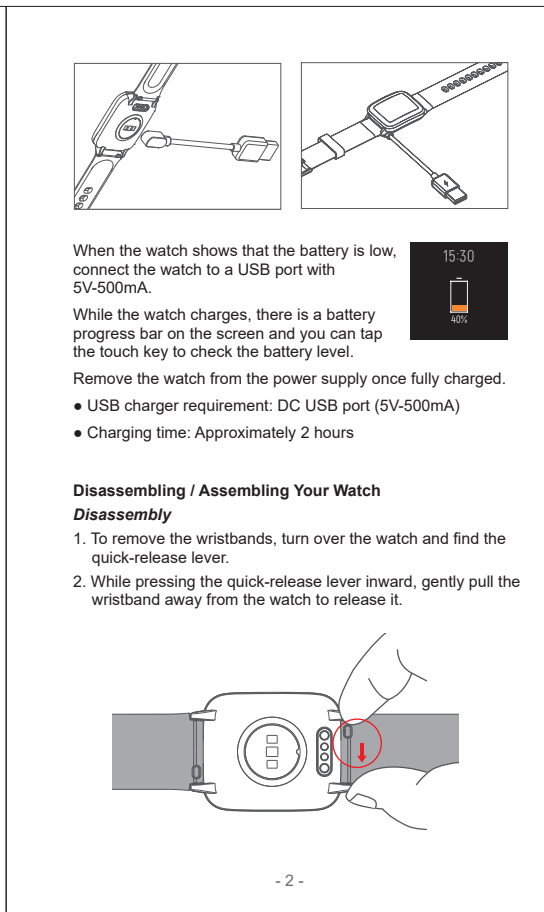 When the watch shows that the battery is low,
connect the watch to a USB port with
5V-500mA.
15:30
40%
While the watch charges, there is a battery
progress bar on the screen and you can tap
the touch key to check the battery level.
Remove the watch from the power supply once fully charged.
● USB charger requirement: DC USB port (5V-500mA)
● Charging time: Approximately 2 hours
Disassembling / Assembling Your Watch
Disassembly
1. To remove the wristbands, turn over the watch and find the
quick-release lever.
2. While pressing the quick-release lever inward, gently pull the
wristband away from the watch to release it.
- 2 -